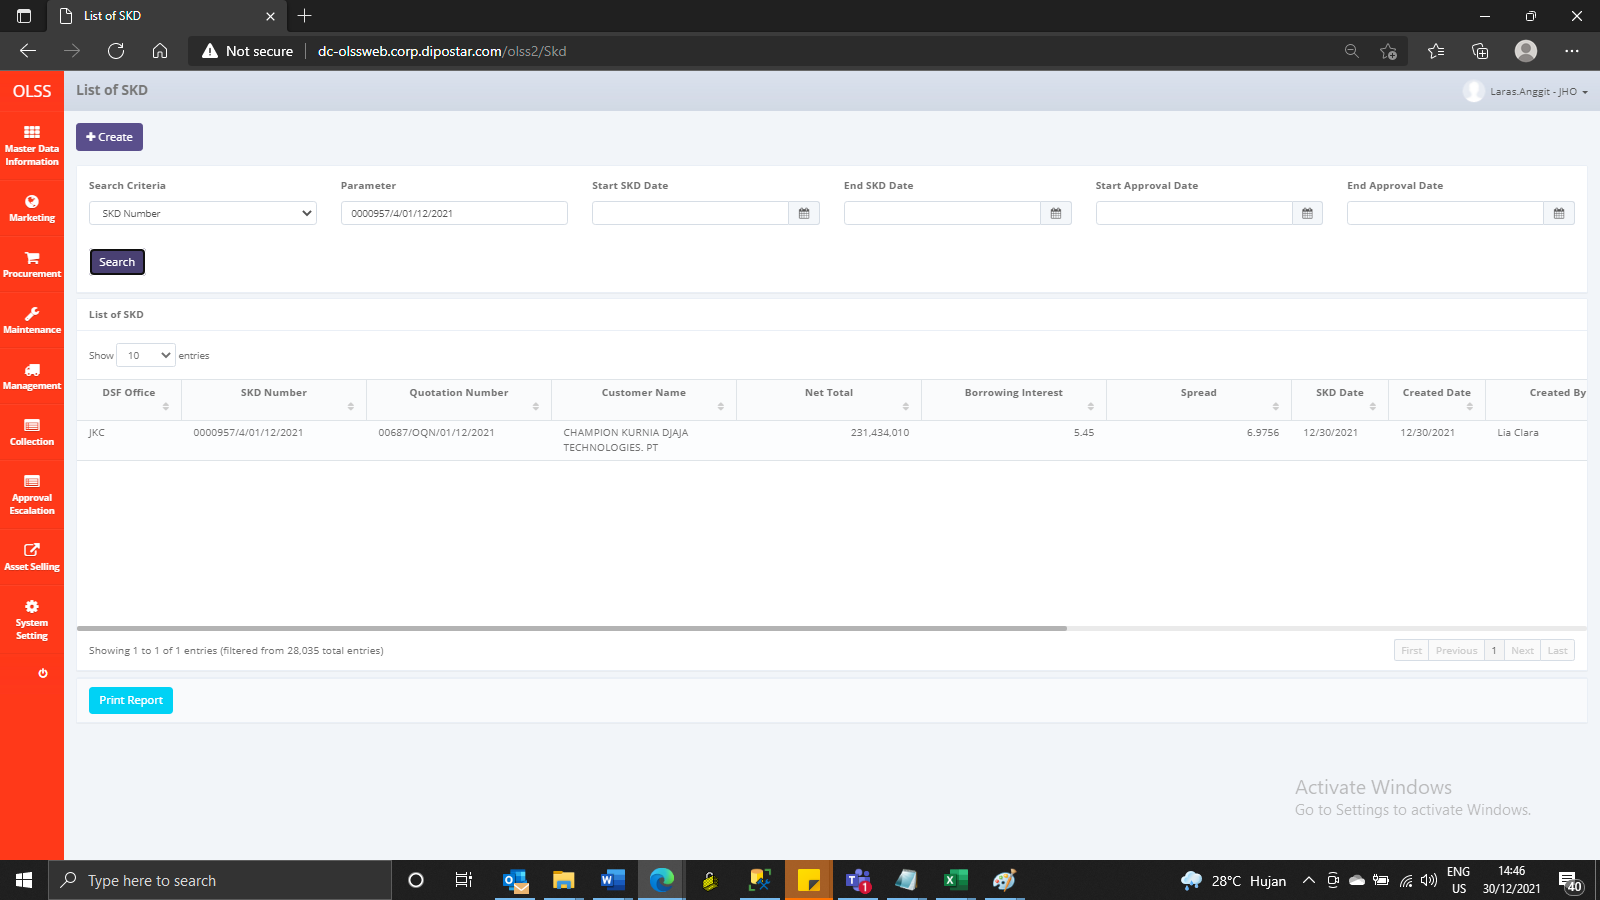 List of SKD
Not secure
dc-olssweb.corp.dipostar.com/olss2/Skd
OLSS
List of SKD
Laras.Anggit - JHO
Master Data
Information
Marketing
Procurement
Maintenance
Management
Collection
Approval
Escalation
Asset Selling
System
Setting
Create
Search Criteria Parameter Start SKD Date End SKD Date Start Approval Date End Approval Date
SKD Number 0000957/4/01/12/2021
Search
List of SKD
Show 10 entries
DSF Office SKD Number Quotation Number Customer Name Net Total Borrowing Interest Spread SKD Date Created Date Created By
JKC 0000957/4/01/12/2021 00687/OQN/01/12/2021 CHAMPION KURNIA DJAJA 231,434,010 5.45 6.9756 12/30/2021 12/30/2021 Lia Clara
TECHNOLOGIES. PT
Showing 1 to 1 of 1 entries (filtered from 28,035 total entries)
First Previous 1 Next Last
Print Report
Activate Windows
Go to Settings to activate Windows.
Type here to search
1
28°C Hujan
ENG
US
14:46
30/12/2021
40